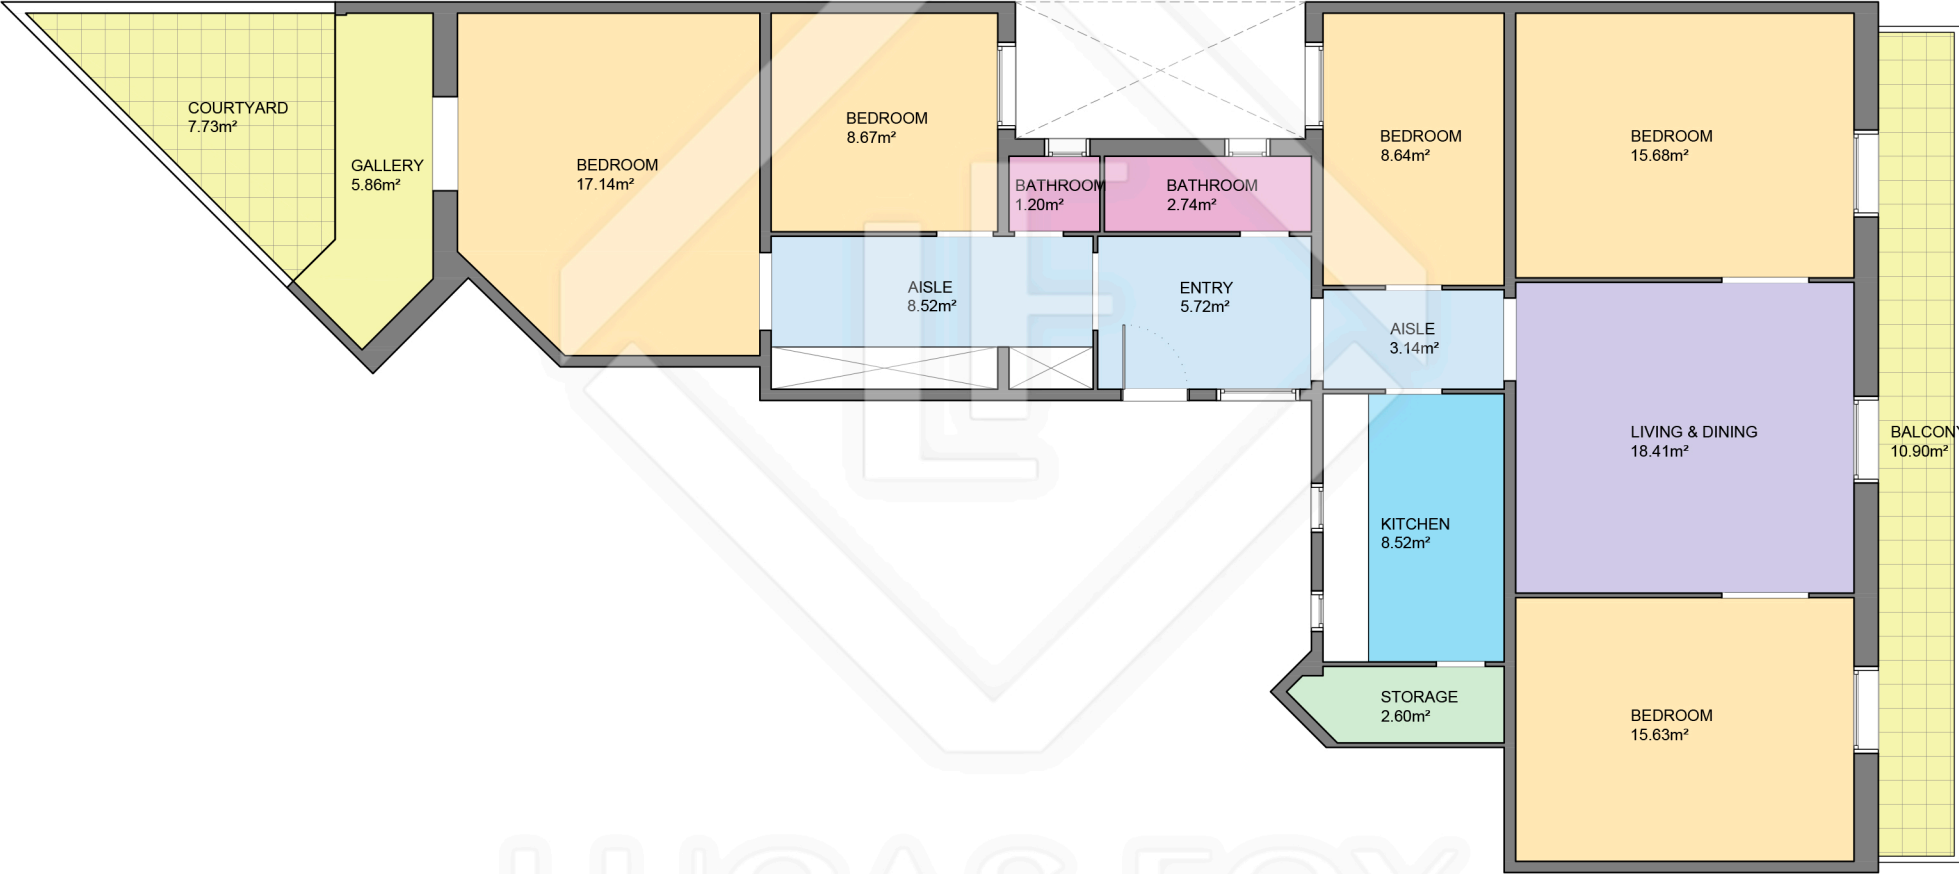 COURTYARD
7.73m²
GALLERY
5.86m²
BEDROOM
17.14m²
BEDROOM
8.67m²
BATHROOM
1.20m²
BATHROOM
2.74m²
BEDROOM
8.64m²
BEDROOM
15.68m²
AISLE
8.52m²
ENTRY
5.72m²
AISLE
3.14m²
LIVING & DINING
18.41m²
BALCONY
10.90m²
KITCHEN
8.52m²
STORAGE
2.60m²
BEDROOM
15.63m²
LUCAS FOX